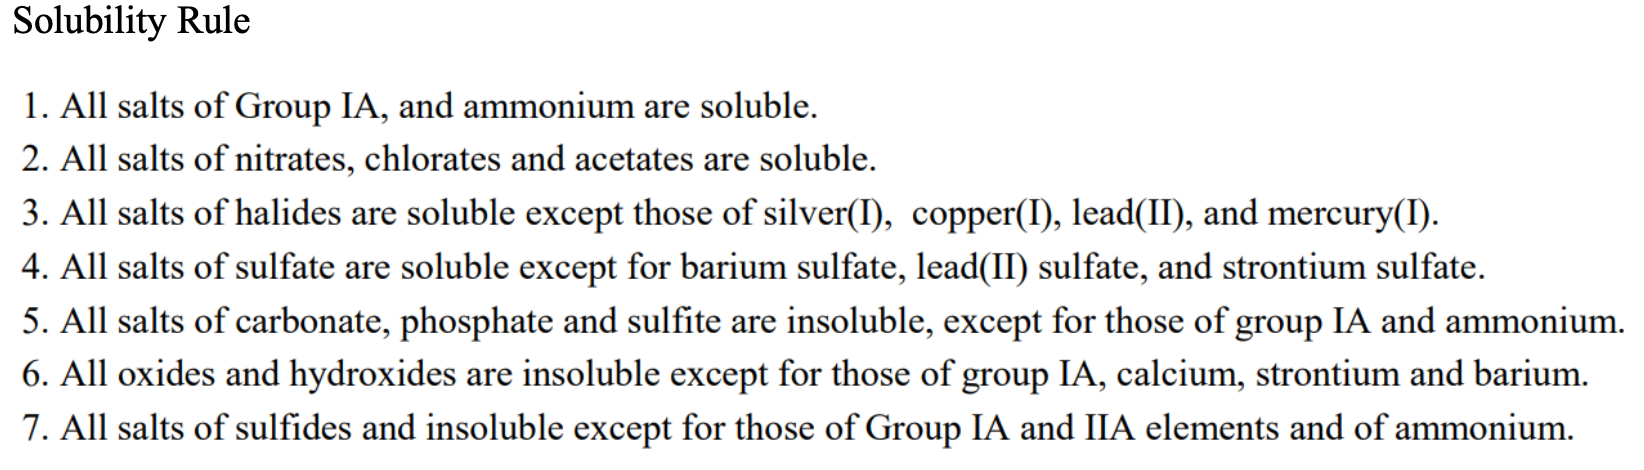 Solubility Rule
1. All salts of Group IA, and ammonium are soluble.
2. All salts of nitrates, chlorates and acetates are soluble.
3. All salts of halides are soluble except those of silver(I), copper(I), lead(II), and mercury(I).
4. All salts of sulfate are soluble except for barium sulfate, lead(II) sulfate, and strontium sulfate.
5. All salts of carbonate, phosphate and sulfite are insoluble, except for those of group IA and ammonium.
6. All oxides and hydroxides are insoluble except for those of group IA, calcium, strontium and barium.
7. All salts of sulfides and insoluble except for those of Group IA and IIA elements and of ammonium.